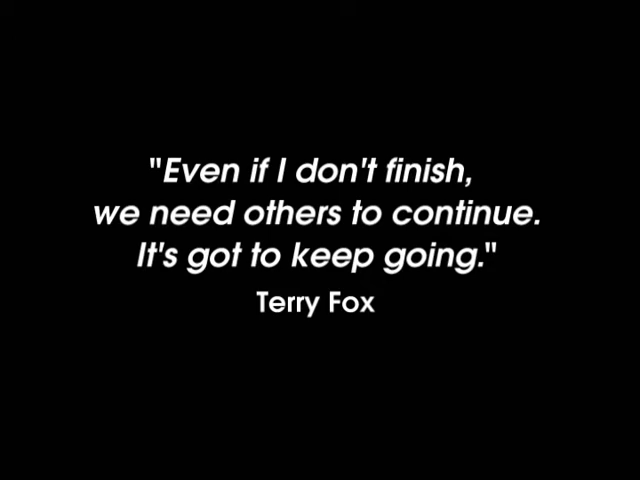 "Even if I don't finish,
we need others to continue.
It's got to keep going."
Terry Fox